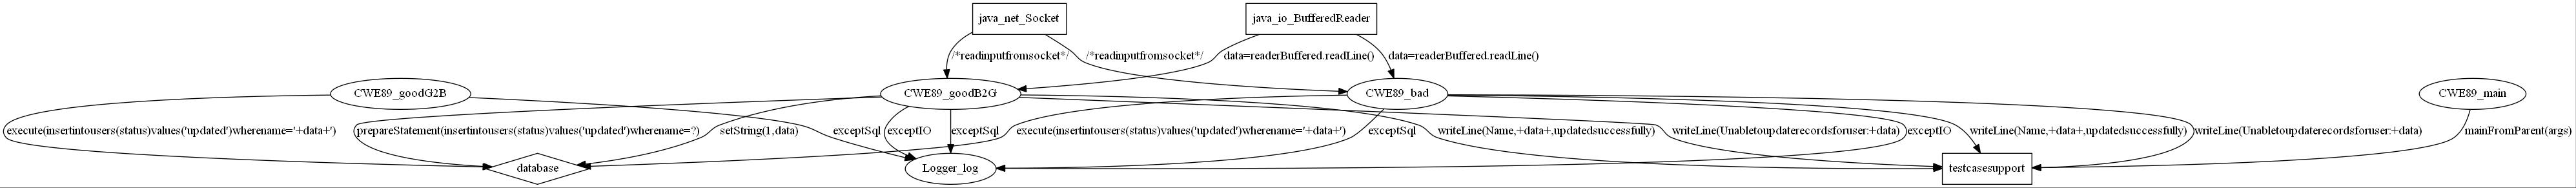 java_net_Socket
java_io_BufferedReader
/*readinputfromsocket*/
/*readinputfromsocket*/
data=readerBuffered.readLine()
data=readerBuffered.readLine()
CWE89_goodG2B
CWE89_goodB2G
CWE89_bad
CWE89_main
execute(insertintousers(status)values('updated')wherename='+data+')
prepareStatement(insertintousers(status)values('updated')wherename=?)
setString(1,data)
exceptSql
exceptIO
exceptSql
execute(insertintousers(status)values('updated')wherename='+data+')
exceptSql
writeLine(Name,+data+,updatedsuccessfully)
writeLine(Unabletoupdaterecordsforuser:+data)
exceptIO
writeLine(Name,+data+,updatedsuccessfully)
writeLine(Unabletoupdaterecordsforuser:+data)
mainFromParent(args)
database
Logger_log
testcasesupport